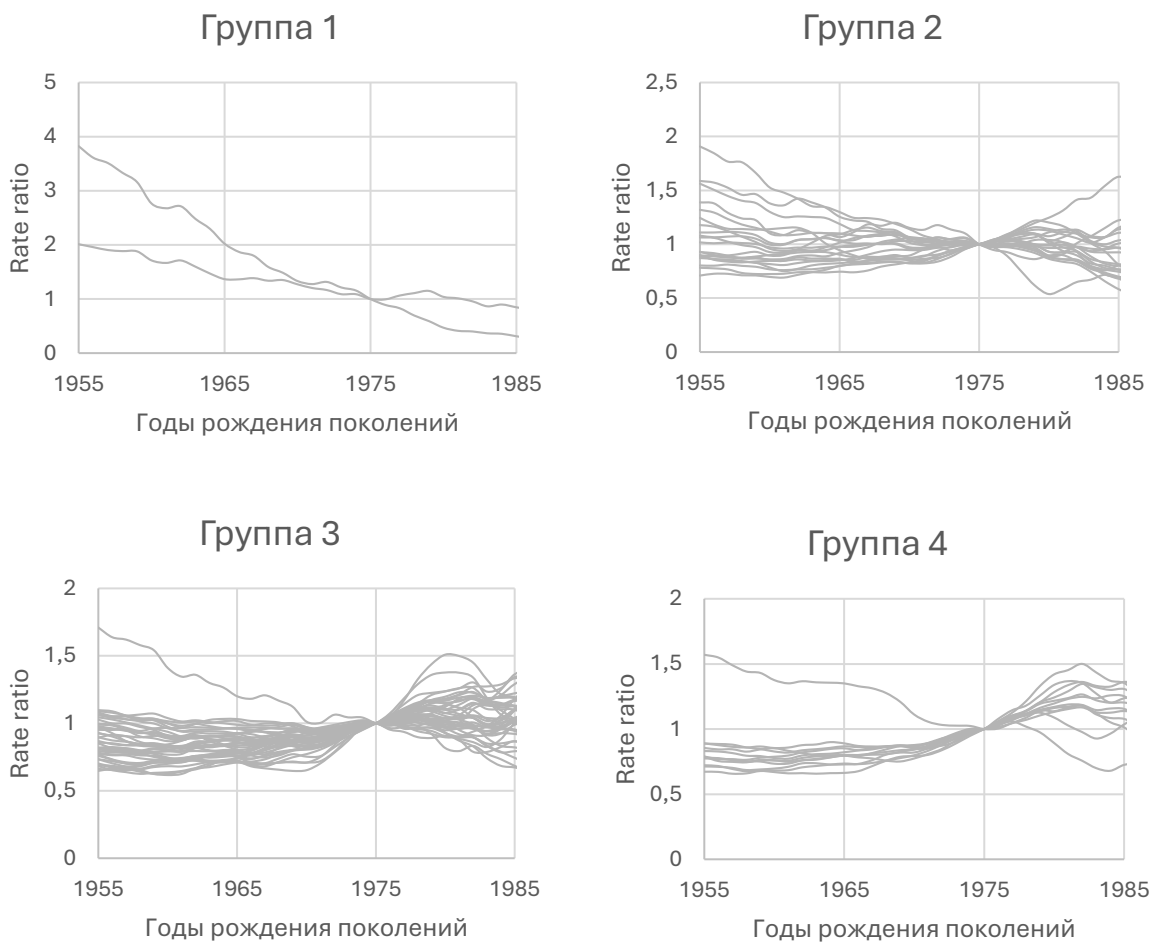 Группа 1
5
4
3
2
1
0
Rate ratio
1955 1965 1975 1985
Годы рождения поколений
Группа 2
2,5
2
1,5
1
0,5
0
Rate ratio
1955 1965 1975 1985
Годы рождения поколений
Группа 3
2
1,5
1
0,5
0
Rate ratio
1955 1965 1975 1985
Годы рождения поколений
Группа 4
2
1,5
1
0,5
0
Rate ratio
1955 1965 1975 1985
Годы рождения поколений